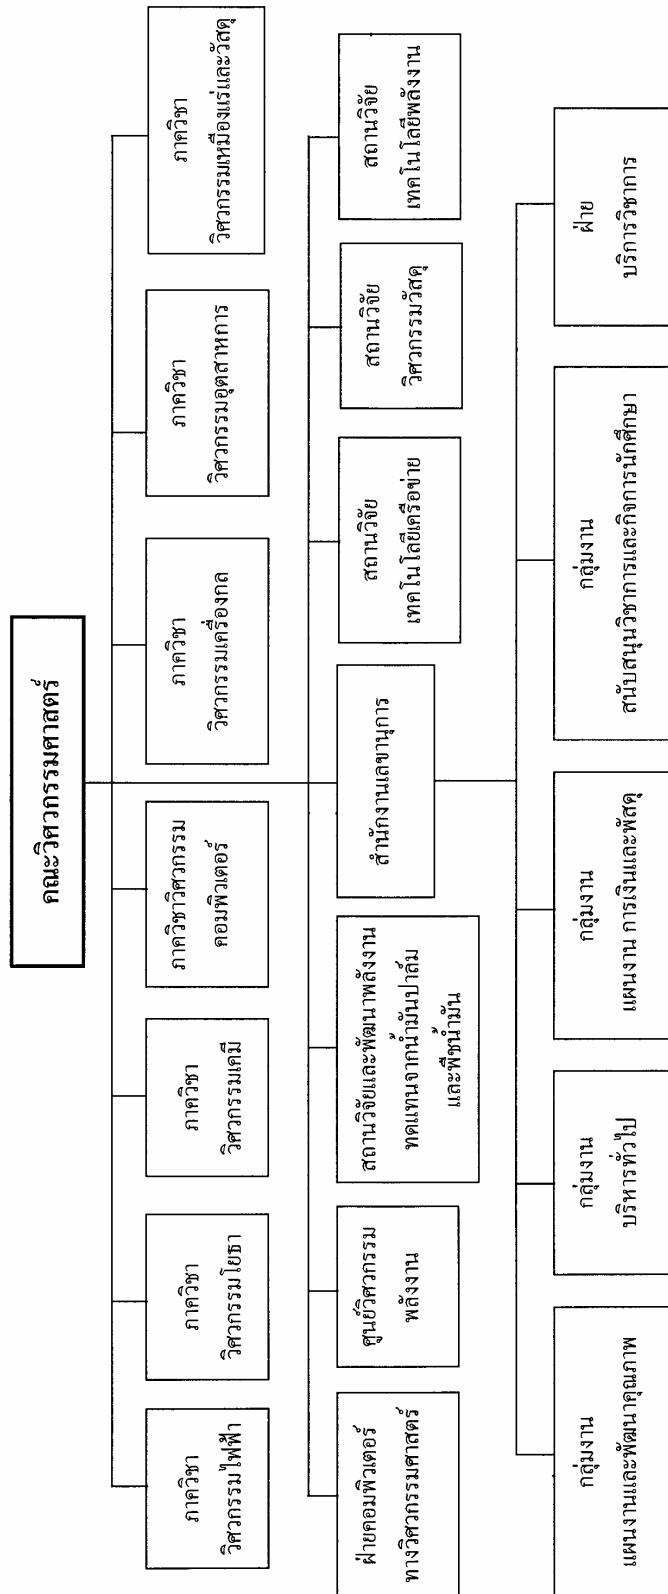 คณะวิศวกรรมศาสตร์
ภาควิชา
วิศวกรรมไฟฟ้า
ภาควิชา
วิศวกรรมโยธา
ภาควิชา
วิศวกรรมเคมี
ภาควิชาวิศวกรรม
คอมพิวเตอร์
ภาควิชา
วิศวกรรมเครื่องกล
ภาควิชา
วิศวกรรมอุตสาหการ
ภาควิชา
วิศวกรรมเหมืองแร่และวัสดุ
ฝ่ายคอมพิวเตอร์
ทางวิศวกรรมศาสตร์
ศูนย์วิศวกรรม
พลังงาน
สถานวิจัยและพัฒนาพลังงาน
ทดแทนจากน้ำมันปาล์ม
และพืชน้ำมัน
สำนักงานเลขานุการ
สถานวิจัย
เทคโนโลยีเครือข่าย
สถานวิจัย
วิศวกรรมวัสดุ
สถานวิจัย
เทคโนโลยีพลังงาน
กลุ่มงาน
แผนงานและพัฒนาคุณภาพ
กลุ่มงาน
บริหารทั่วไป
กลุ่มงาน
แผนงาน การเงินและพัสดุ
กลุ่มงาน
สนับสนุนวิชาการและกิจการนักศึกษา
ฝ่าย
บริการวิชาการ